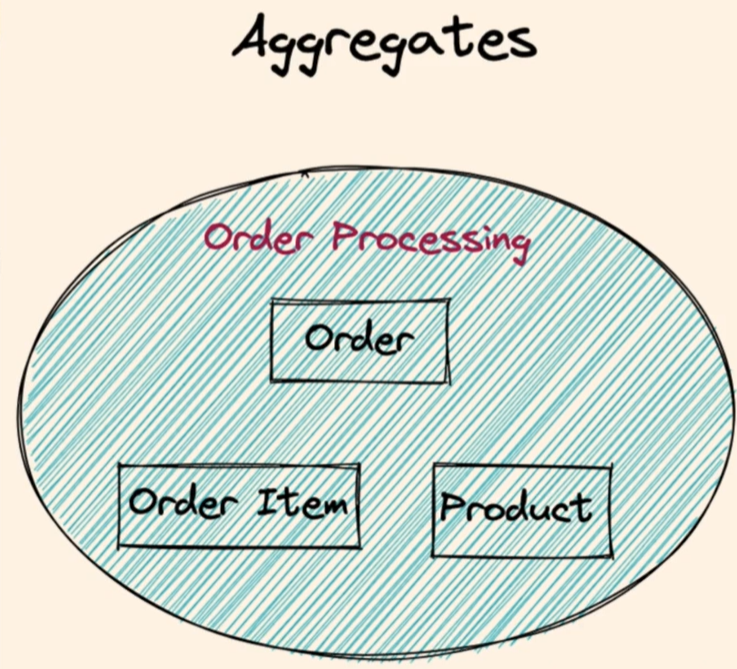 Aggregates
Order Processing
Order
Order Item
Product